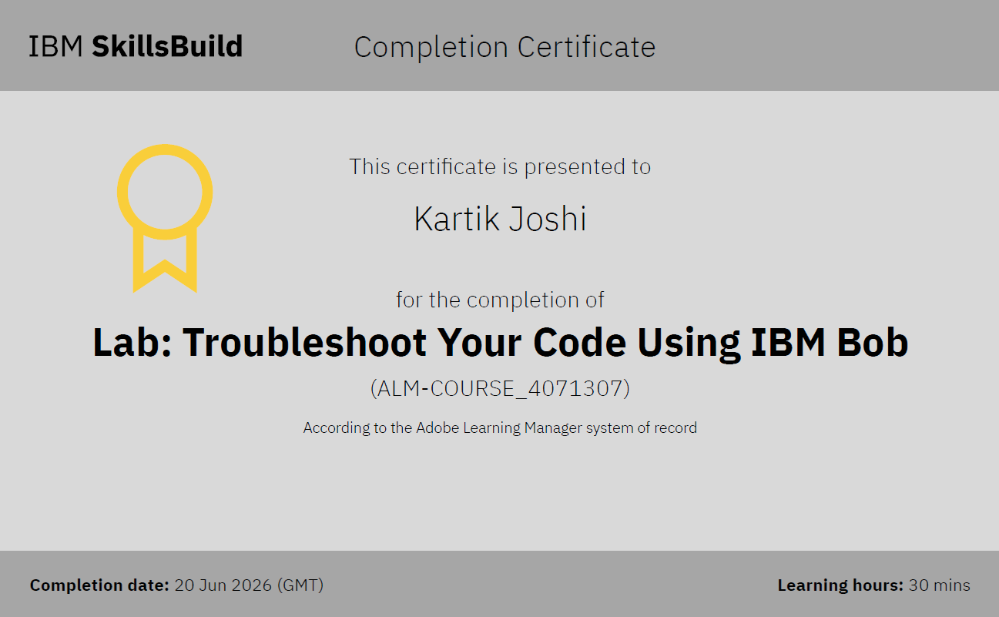 IBM SkillsBuild
Completion Certificate
This certificate is presented to
Kartik Joshi
for the completion of
Lab: Troubleshoot Your Code Using IBM Bob
(ALM-COURSE_4071307)
According to the Adobe Learning Manager system of record
Completion date: 20 Jun 2026 (GMT)
Learning hours: 30 mins